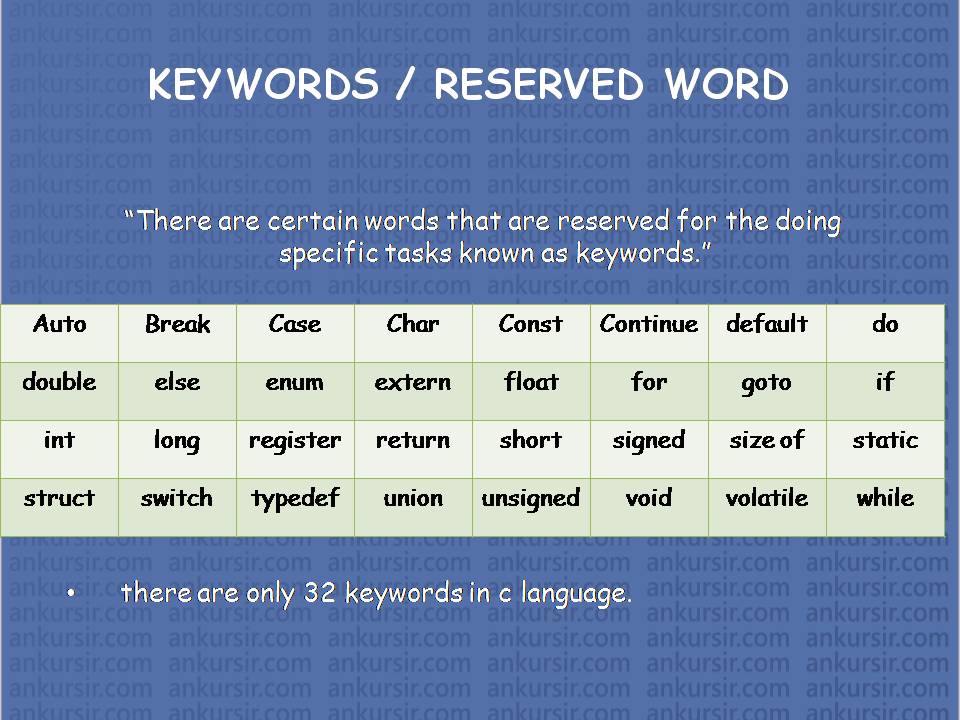 KEYWORDS / RESERVED WORD
“There are certain words that are reserved for the doing
specific tasks known as keywords.”
Auto Break Case Char Const Continue default do
double else enum extern float for goto if
int long register return short signed size of static
struct switch typedef union unsigned void volatile while
• there are only 32 keywords in c language.
ankursir.com